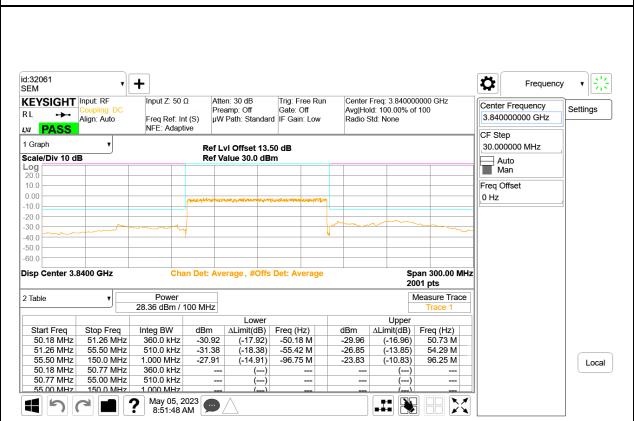 id:32061
SEM
Frequency
KEYSIGHT
Input: RF
Input Z: 50 Ω
Atten: 30 dB
Trig: Free Run
Center Freq: 3.840000000 GHz
R L
Coupling: DC
Preamp: Off
Gate: Off
Avg|Hold: 100.00% of 100
Align: Auto
Freq Ref: Int (S)
µW Path: Standard
IF Gain: Low
Radio Std: None
LXI PASS
NFE: Adaptive
Center Frequency
3.840000000 GHz
Settings
CF Step
30.000000 MHz
Auto
Man
Freq Offset
0 Hz
1 Graph
Ref Lvl Offset 13.50 dB
Scale/Div 10 dB
Ref Value 30.0 dBm
Log
20.0
10.0
0.00
-10.0
-20.0
-30.0
-40.0
-50.0
-60.0
Disp Center 3.8400 GHz
Chan Det: Average, #Offs Det: Average
Span 300.00 MHz
2001 pts
2 Table
Power
28.36 dBm / 100 MHz
Measure Trace
Trace 1
Lower Upper
Start Freq Stop Freq Integ BW dBm ΔLimit(dB) Freq (Hz) dBm ΔLimit(dB) Freq (Hz)
50.18 MHz 51.26 MHz 360.0 kHz -30.92 (-17.92) -50.18 M -29.96 (-16.96) 50.73 M
51.26 MHz 55.50 MHz 510.0 kHz -31.38 (-18.38) -55.42 M -26.85 (-13.85) 54.29 M
55.50 MHz 150.0 MHz 1.000 MHz -27.91 (-14.91) -96.75 M -23.83 (-10.83) 96.25 M
50.18 MHz 50.77 MHz 360.0 kHz --- (---) --- --- (---) ---
50.77 MHz 55.00 MHz 510.0 kHz --- (---) --- --- (---) ---
55.00 MHz 150.0 MHz 1.000 MHz --- (---) --- --- (---) ---
Local
?
May 05, 2023
8:51:48 AM